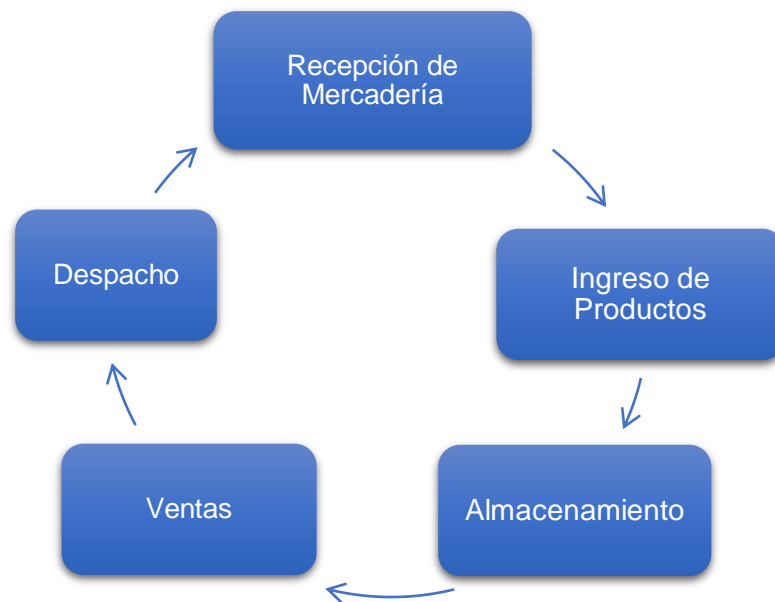 Recepción de
Mercadería
Ingreso de
Productos
Almacenamiento
Ventas
Despacho